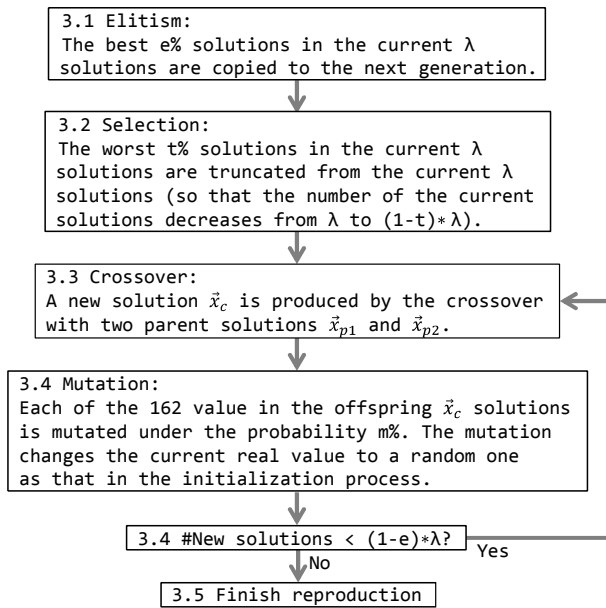 3.1 Elitism:
The best e% solutions in the current λ
solutions are copied to the next generation.
3.2 Selection:
The worst t% solutions in the current λ
solutions are truncated from the current λ
solutions (so that the number of the current
solutions decreases from λ to (1-t)* λ).
3.3 Crossover:
A new solution x⃗_c is produced by the crossover
with two parent solutions x⃗_p1 and x⃗_p2.
3.4 Mutation:
Each of the 162 value in the offspring x⃗_c solutions
is mutated under the probability m%. The mutation
changes the current real value to a random one
as that in the initialization process.
3.4 #New solutions < (1-e)*λ?
Yes
No
3.5 Finish reproduction